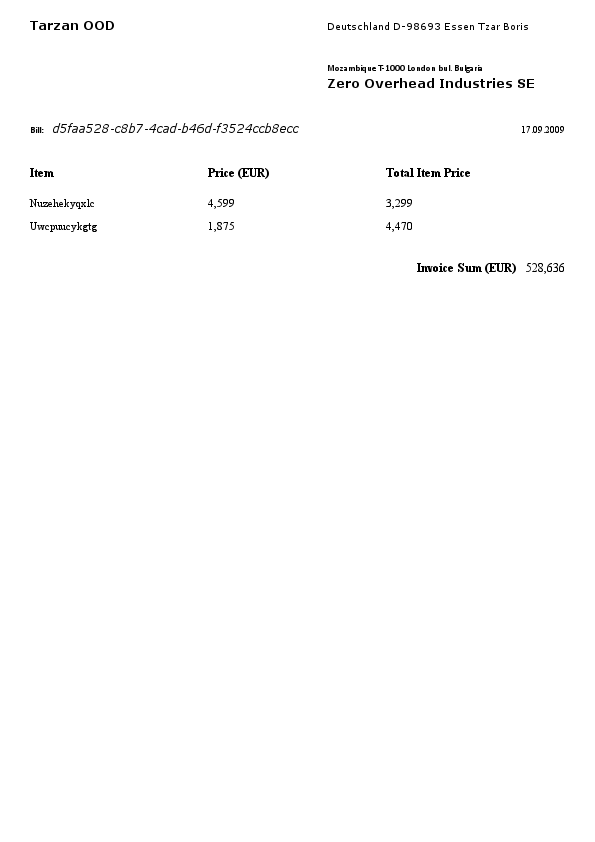 Tarzan OOD Deutschland D-98693 Essen Tzar Boris
Mozambique T-1000 London bul. Bulgaria
Zero Overhead Industries SE
Bill: d5faa528-c8b7-4cad-b46d-f3524ccb8ecc 17.09.2009
Item Price (EUR) Total Item Price
Nuzehekyqxlc 4,599 3,299
Uwcpuucykgtg 1,875 4,470
Invoice Sum (EUR) 528,636